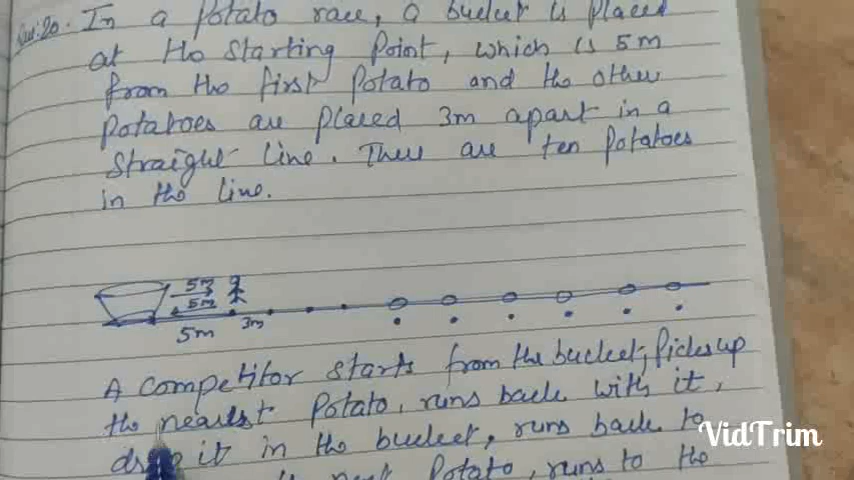 Que:20. In a potato race, a bucket is placed
at the starting point, which is 5m
from the first potato and the other
potatoes are placed 3m apart in a
straight line. There are ten potatoes
in the line.
5m
5m
5m 3m
A competitor starts from the bucket, picks up
the nearest potato, runs back with it,
drop it in the bucket, runs back to
next potato, runs to the
VidTrim